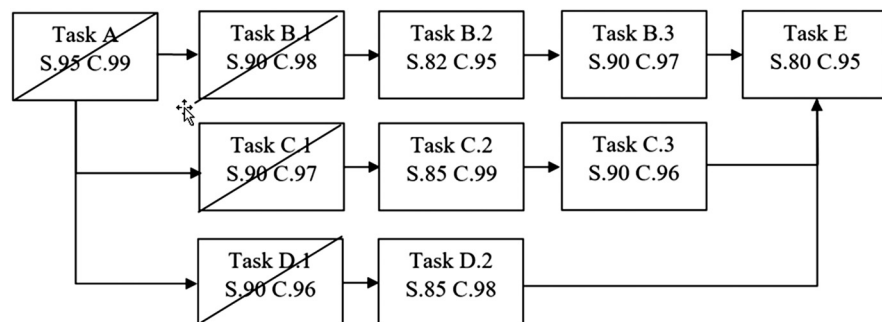 Task A
S.95 C.99
Task B.1
S.90 C.98
Task B.2
S.82 C.95
Task B.3
S.90 C.97
Task E
S.80 C.95
Task C.1
S.90 C.97
Task C.2
S.85 C.99
Task C.3
S.90 C.96
Task D.1
S.90 C.96
Task D.2
S.85 C.98